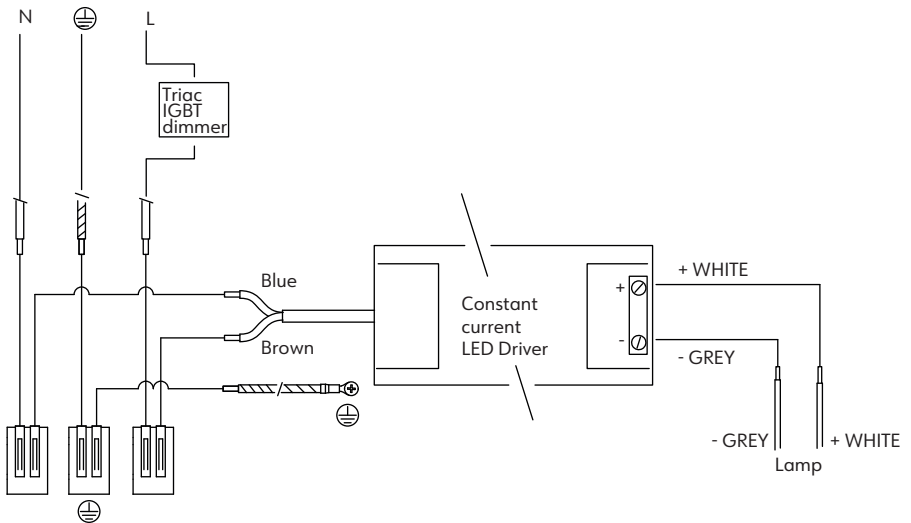 N
L
Triac
IGBT
dimmer
Blue
Brown
Constant
current
LED Driver
+
-
+ WHITE
- GREY
- GREY
+ WHITE
Lamp